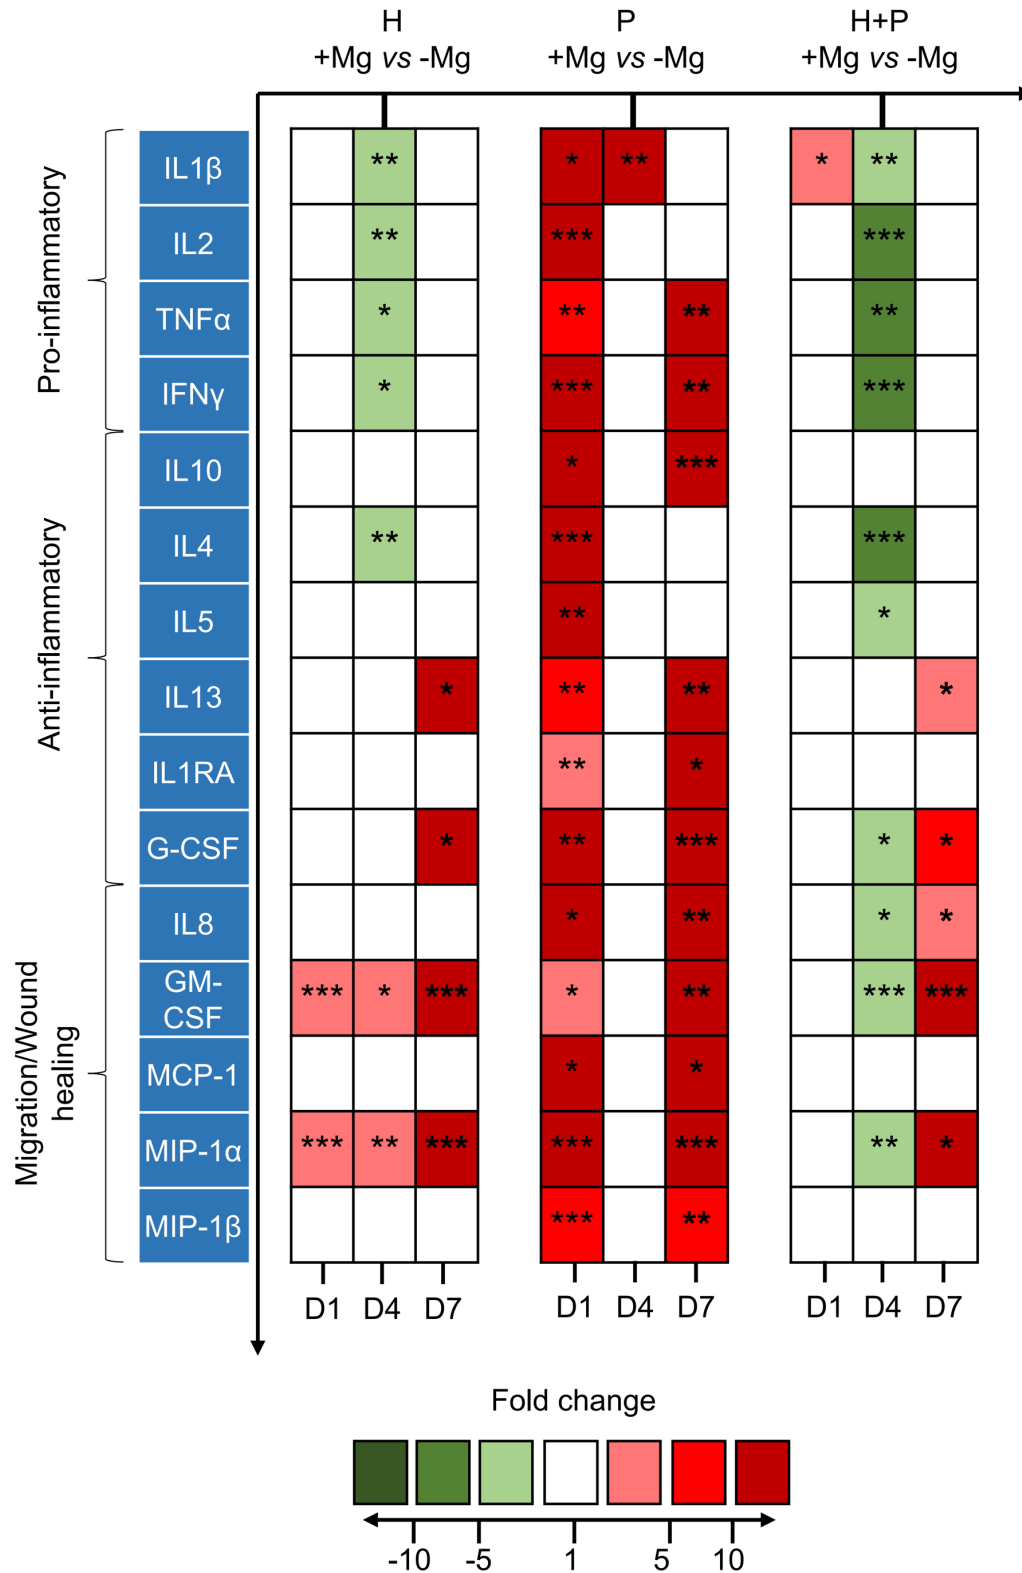 H
+Mg vs -Mg
P
+Mg vs -Mg
H+P
+Mg vs -Mg
Pro-inflammatory
Anti-inflammatory
Migration/Wound
healing
IL1β
** * ** * **
IL2
** *** ***
TNFα
* ** ** **
IFNγ
* *** ** ***
IL10
* ***
IL4
** *** ***
IL5
** *
IL13
* ** ** *
IL1RA
** *
G-CSF
* ** *** * *
IL8
* ** * *
GM-
CSF
*** * *** * ** *** ***
MCP-1
* *
MIP-1α
*** ** *** *** *** ** *
MIP-1β
*** **
D1 D4 D7 D1 D4 D7 D1 D4 D7
Fold change
-10 -5 1 5 10